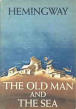 HEMINGWAY
THE OLD MAN
AND THE SEA